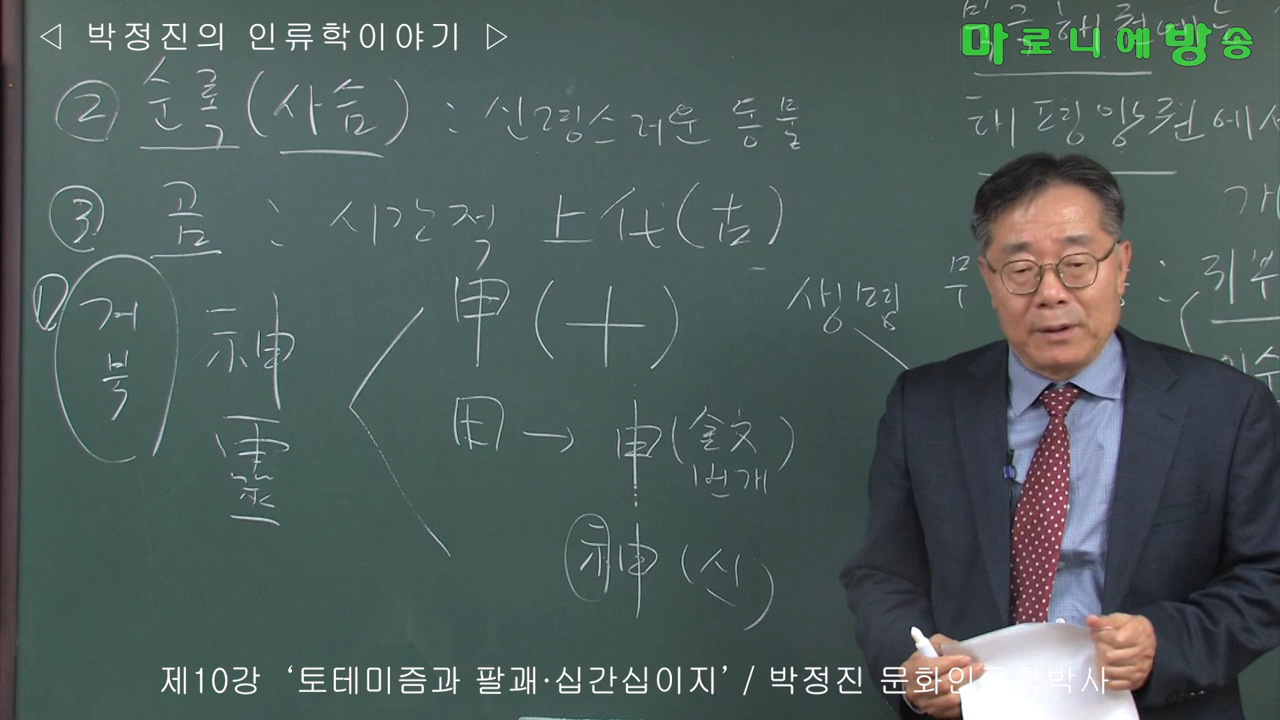 ◁ 박정진의 인류학이야기 ▷
마로니에방송
② 순록(사슴) : 신령스러운 동물
태평양권에서
③ 곰 : 시간적 上代(古)
① 거북
神靈
甲(十)
田 → 申(金文 번개)
神(신)
생명
제10강 ‘토테미즘과 팔괘·십간십이지’ / 박정진 문화인류학박사